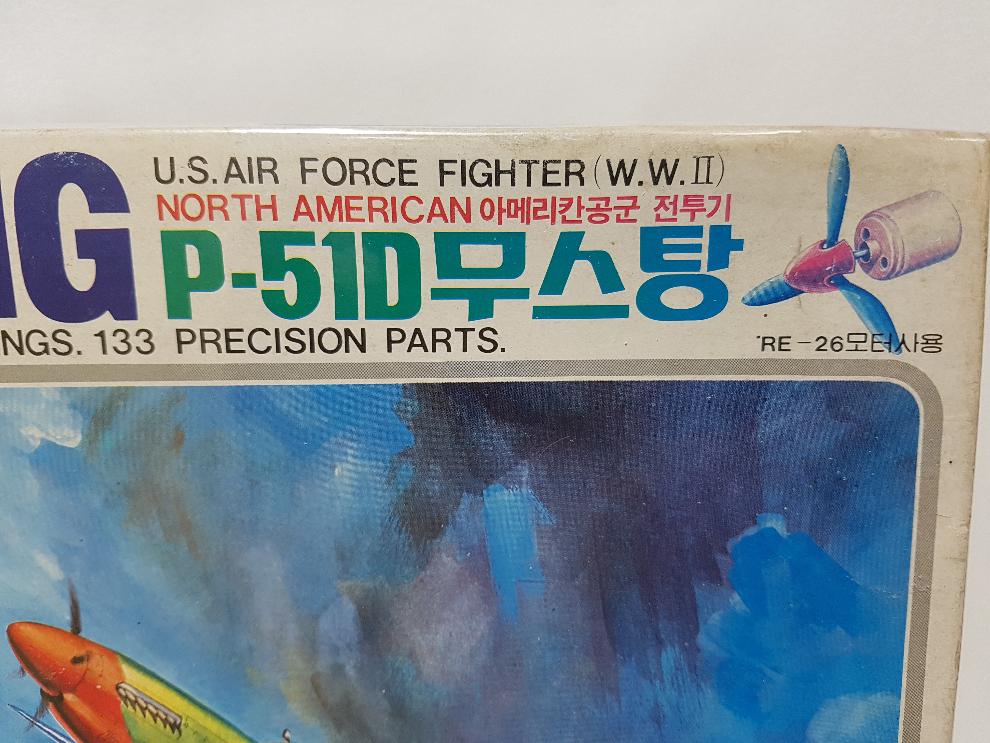 NG
U.S. AIR FORCE FIGHTER (W.W.II)
NORTH AMERICAN 아메리칸공군 전투기
P-51D무스탕
NGS. 133 PRECISION PARTS.
RE-26모터사용